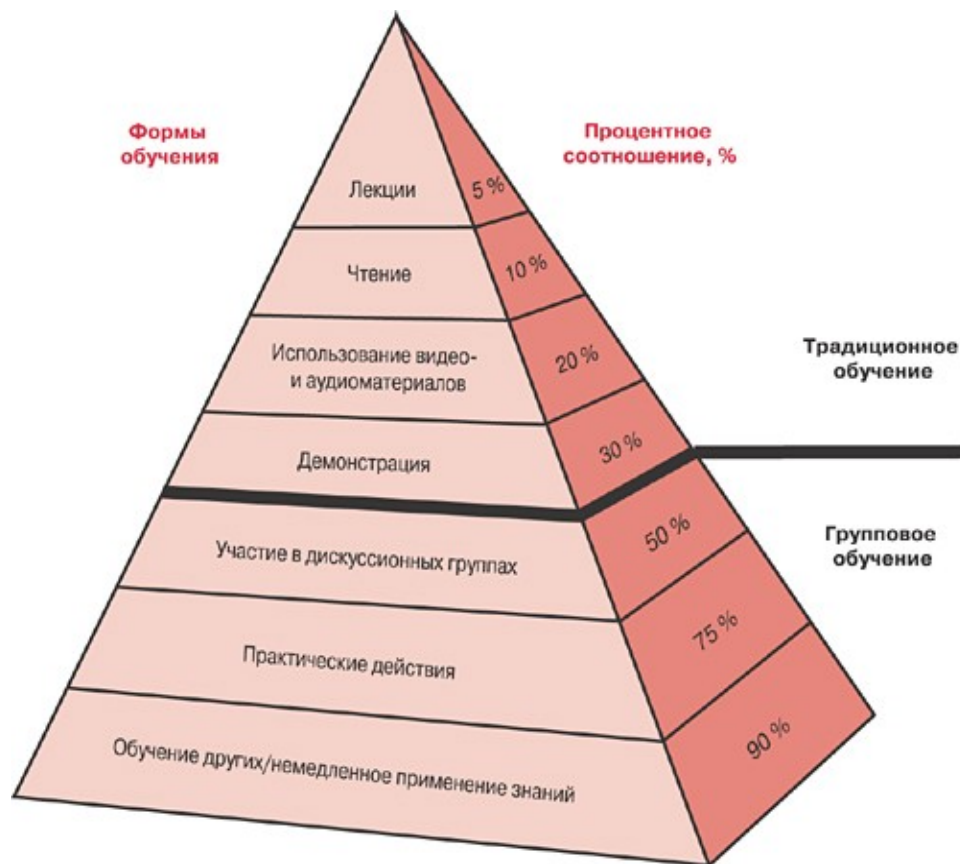 Формы
обучения
Процентное
соотношение, %
Лекции
5 %
Чтение
10 %
Использование видео-
и аудиоматериалов
20 %
Демонстрация
30 %
Традиционное
обучение
Участие в дискуссионных группах
50 %
Групповое
обучение
Практические действия
75 %
Обучение других/немедленное применение знаний
90 %